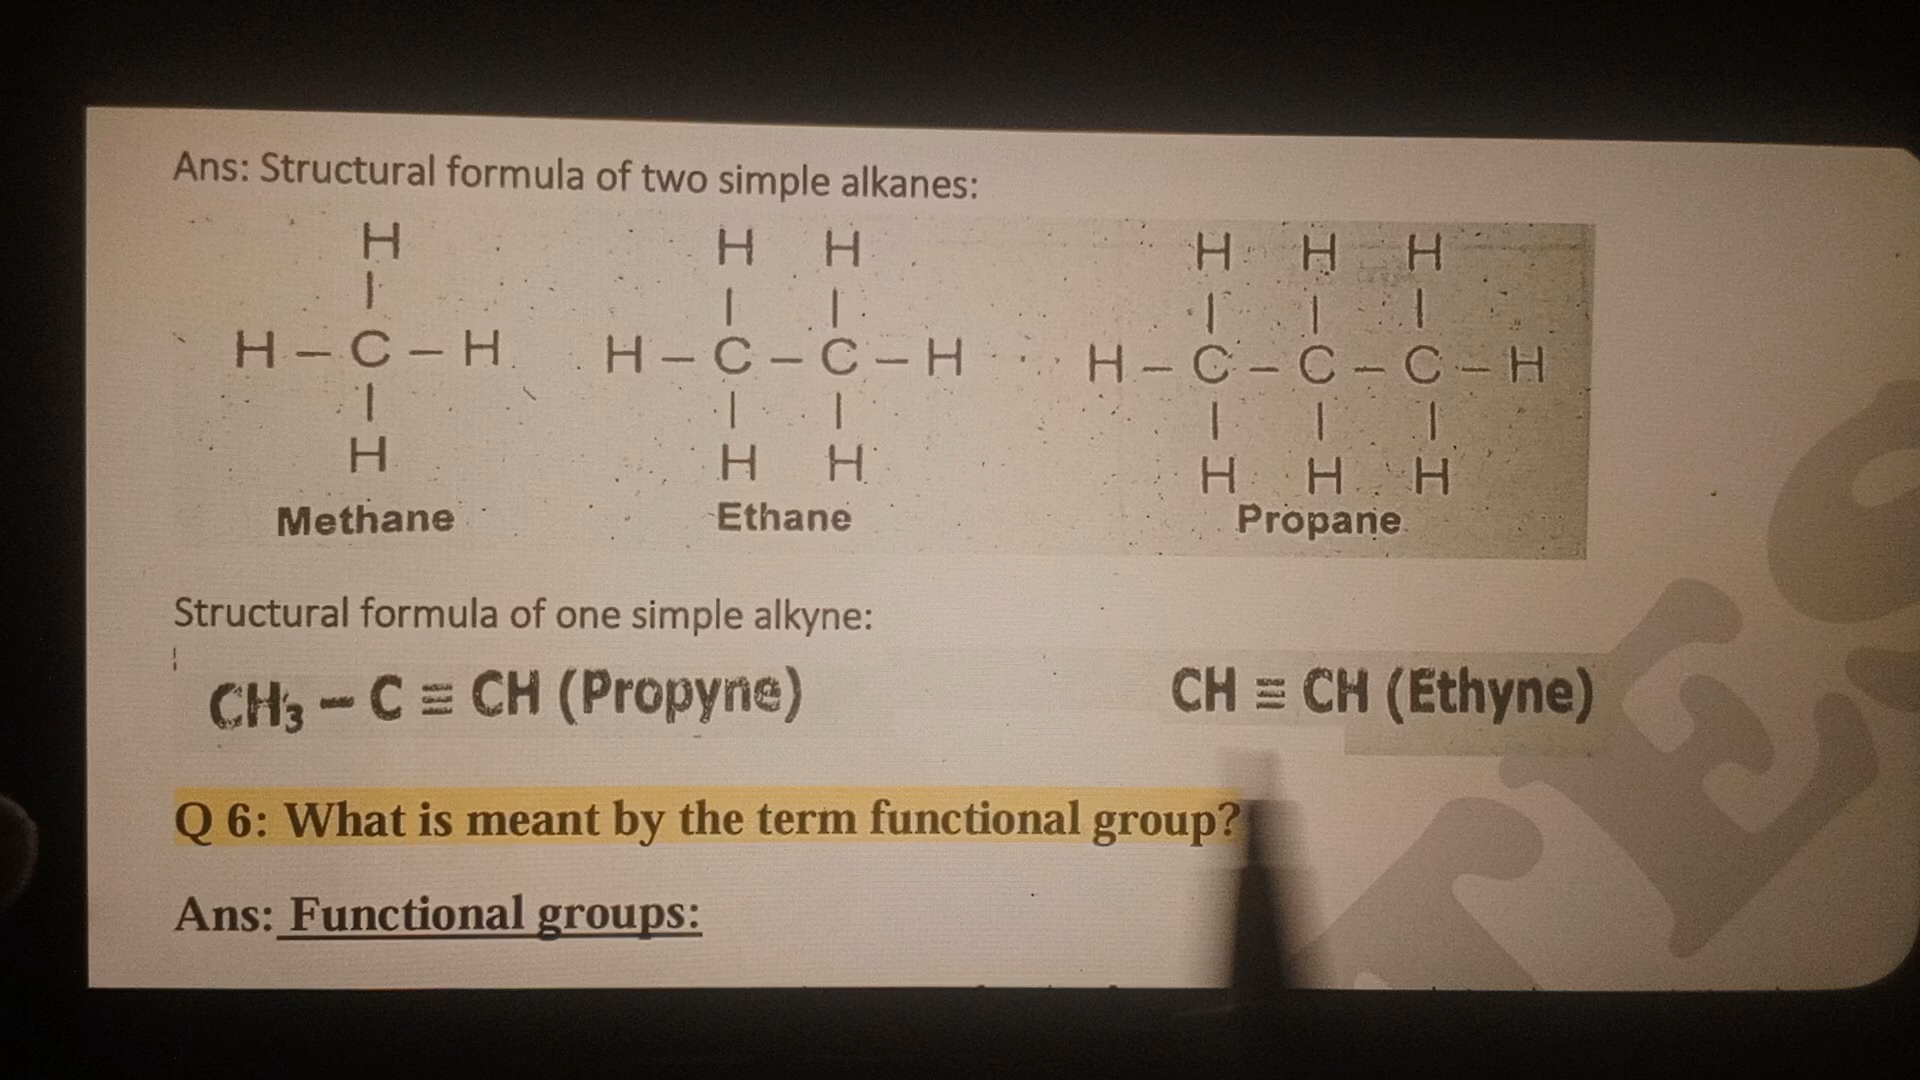 Ans: Structural formula of two simple alkanes:
H H H H H H
| | | | | |
H – C – H H – C – C – H H – C – C – C – H
| | | | | |
H H H H H H
Methane Ethane Propane
Structural formula of one simple alkyne:
CH₃ – C ≡ CH (Propyne) CH ≡ CH (Ethyne)
Q 6: What is meant by the term functional group?
Ans: Functional groups: